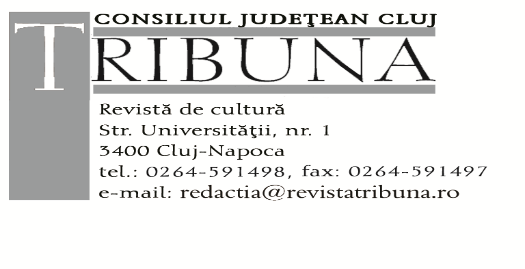 CONSILIUL JUDEŢEAN CLUJ
TRIBUNA
Revistă de cultură
Str. Universităţii, nr. 1
3400 Cluj-Napoca
tel.: 0264-591498, fax: 0264-591497
e-mail: redactia@revistatribuna.ro